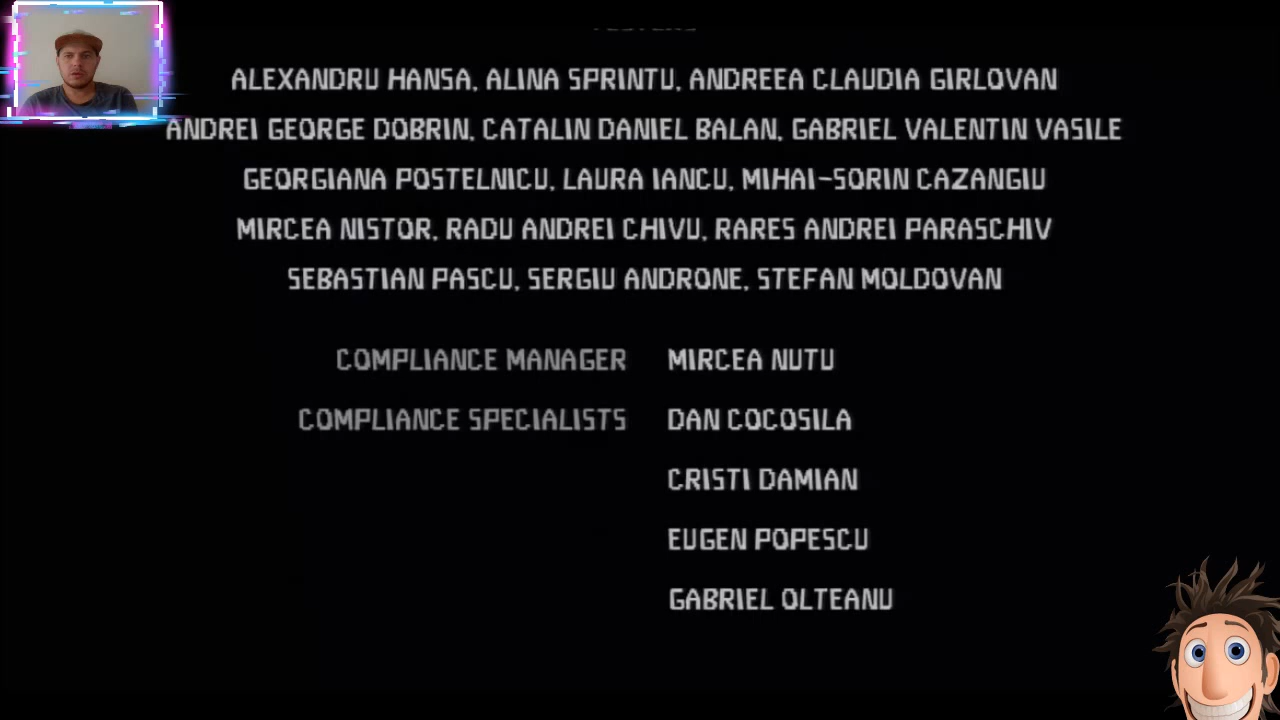 ALEXANDRU HANSA, ALINA SPRINTU, ANDREEA CLAUDIA GIRLOVAN
ANDREI GEORGE DOBRIN, CATALIN DANIEL BALAN, GABRIEL VALENTIN VASILE
GEORGIANA POSTELNICU, LAURA IANCU, MIHAI-SORIN CAZANGIU
MIRCEA NISTOR, RADU ANDREI CHIVU, RARES ANDREI PARASCHIV
SEBASTIAN PASCU, SERGIU ANDRONE, STEFAN MOLDOVAN
COMPLIANCE MANAGER MIRCEA NUTU
COMPLIANCE SPECIALISTS DAN COCOSILA
CRISTI DAMIAN
EUGEN POPESCU
GABRIEL OLTEANU